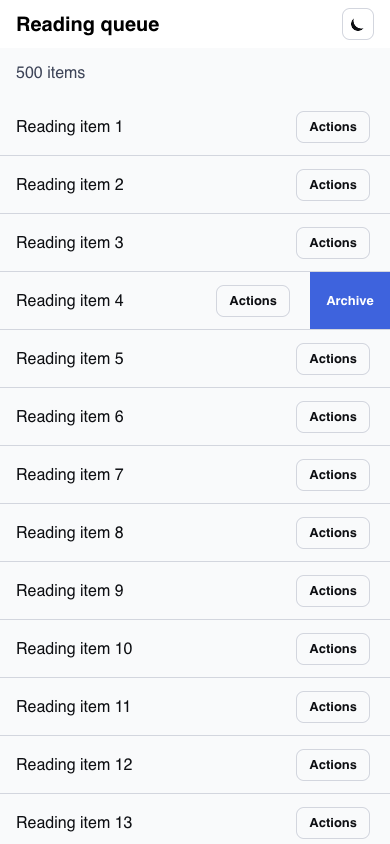 Reading queue
500 items
Reading item 1 Actions
Reading item 2 Actions
Reading item 3 Actions
Reading item 4 Actions Archive
Reading item 5 Actions
Reading item 6 Actions
Reading item 7 Actions
Reading item 8 Actions
Reading item 9 Actions
Reading item 10 Actions
Reading item 11 Actions
Reading item 12 Actions
Reading item 13 Actions